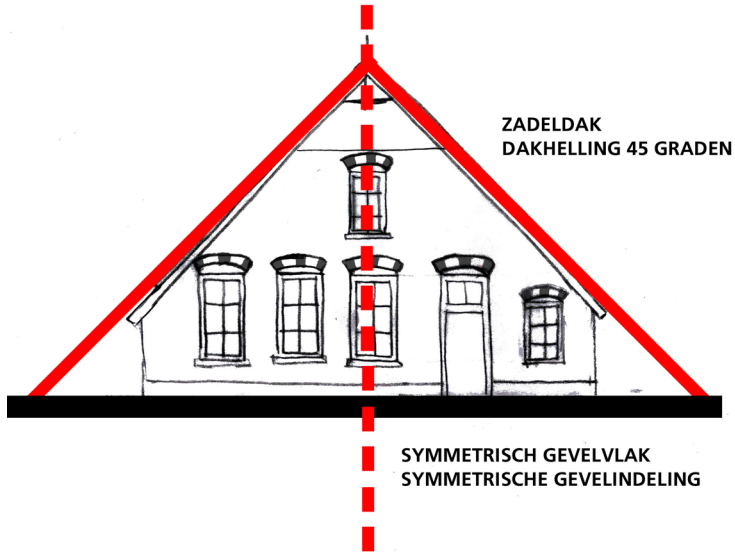 ZADELDAK
DAKHELLING 45 GRADEN
SYMMETRISCH GEVELVLAK
SYMMETRISCHE GEVELINDELING